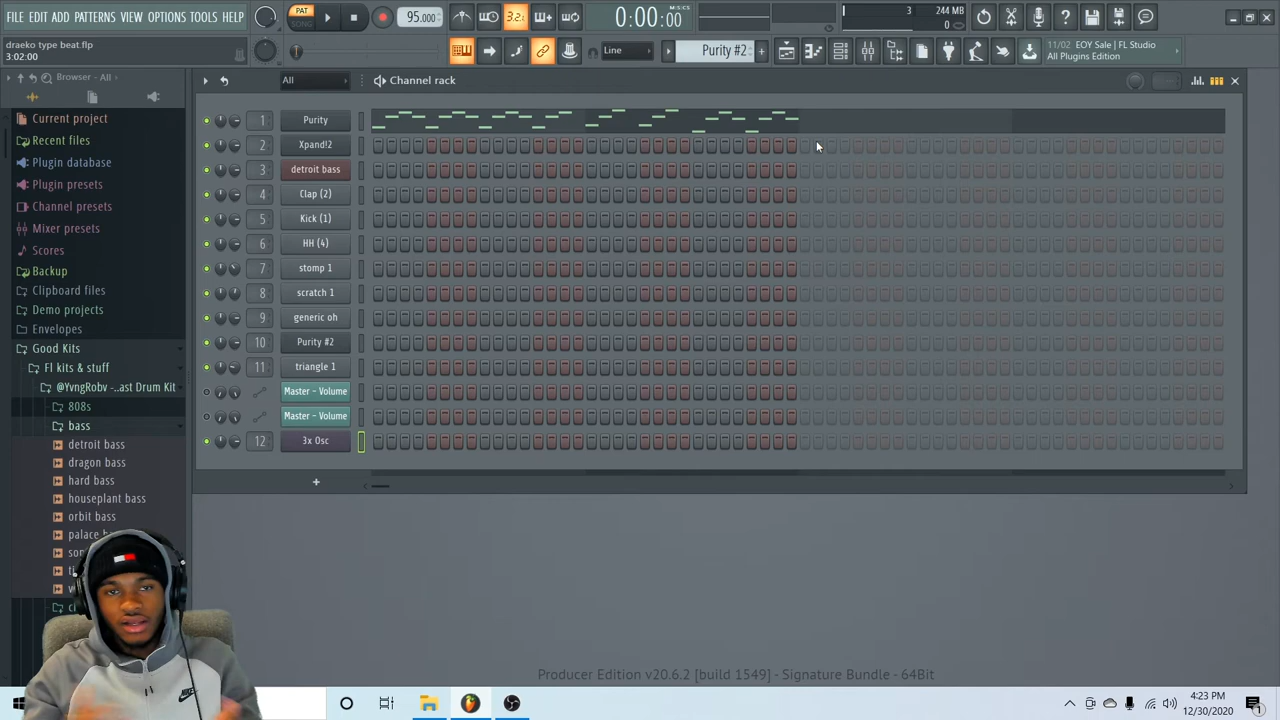 FILE EDIT ADD PATTERNS VIEW OPTIONS TOOLS HELP
PAT
SONG
95.000
3.2.
0:00:00
M:S:CS
3
244 MB
0
draeko type beat.flp
3:02:00
Line
Purity #2
11/02 EOY Sale | FL Studio
All Plugins Edition
Browser - All
All
Channel rack
Current project
Recent files
Plugin database
Plugin presets
Channel presets
Mixer presets
Scores
Backup
Clipboard files
Demo projects
Envelopes
Good Kits
Fl kits & stuff
@YvngRobv -..ast Drum Kit
808s
bass
detroit bass
dragon bass
hard bass
houseplant bass
orbit bass
1 Purity
2 Xpand!2
3 detroit bass
4 Clap (2)
5 Kick (1)
6 HH (4)
7 stomp 1
8 scratch 1
9 generic oh
10 Purity #2
11 triangle 1
Master - Volume
Master - Volume
12 3x Osc
Producer Edition v20.6.2 [build 1549] - Signature Bundle - 64Bit
4:23 PM
12/30/2020
1